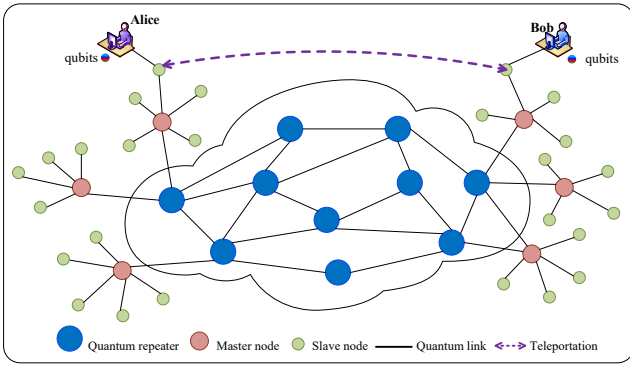 Alice
Bob
qubits
qubits
Quantum repeater
Master node
Slave node
Quantum link
Teleportation